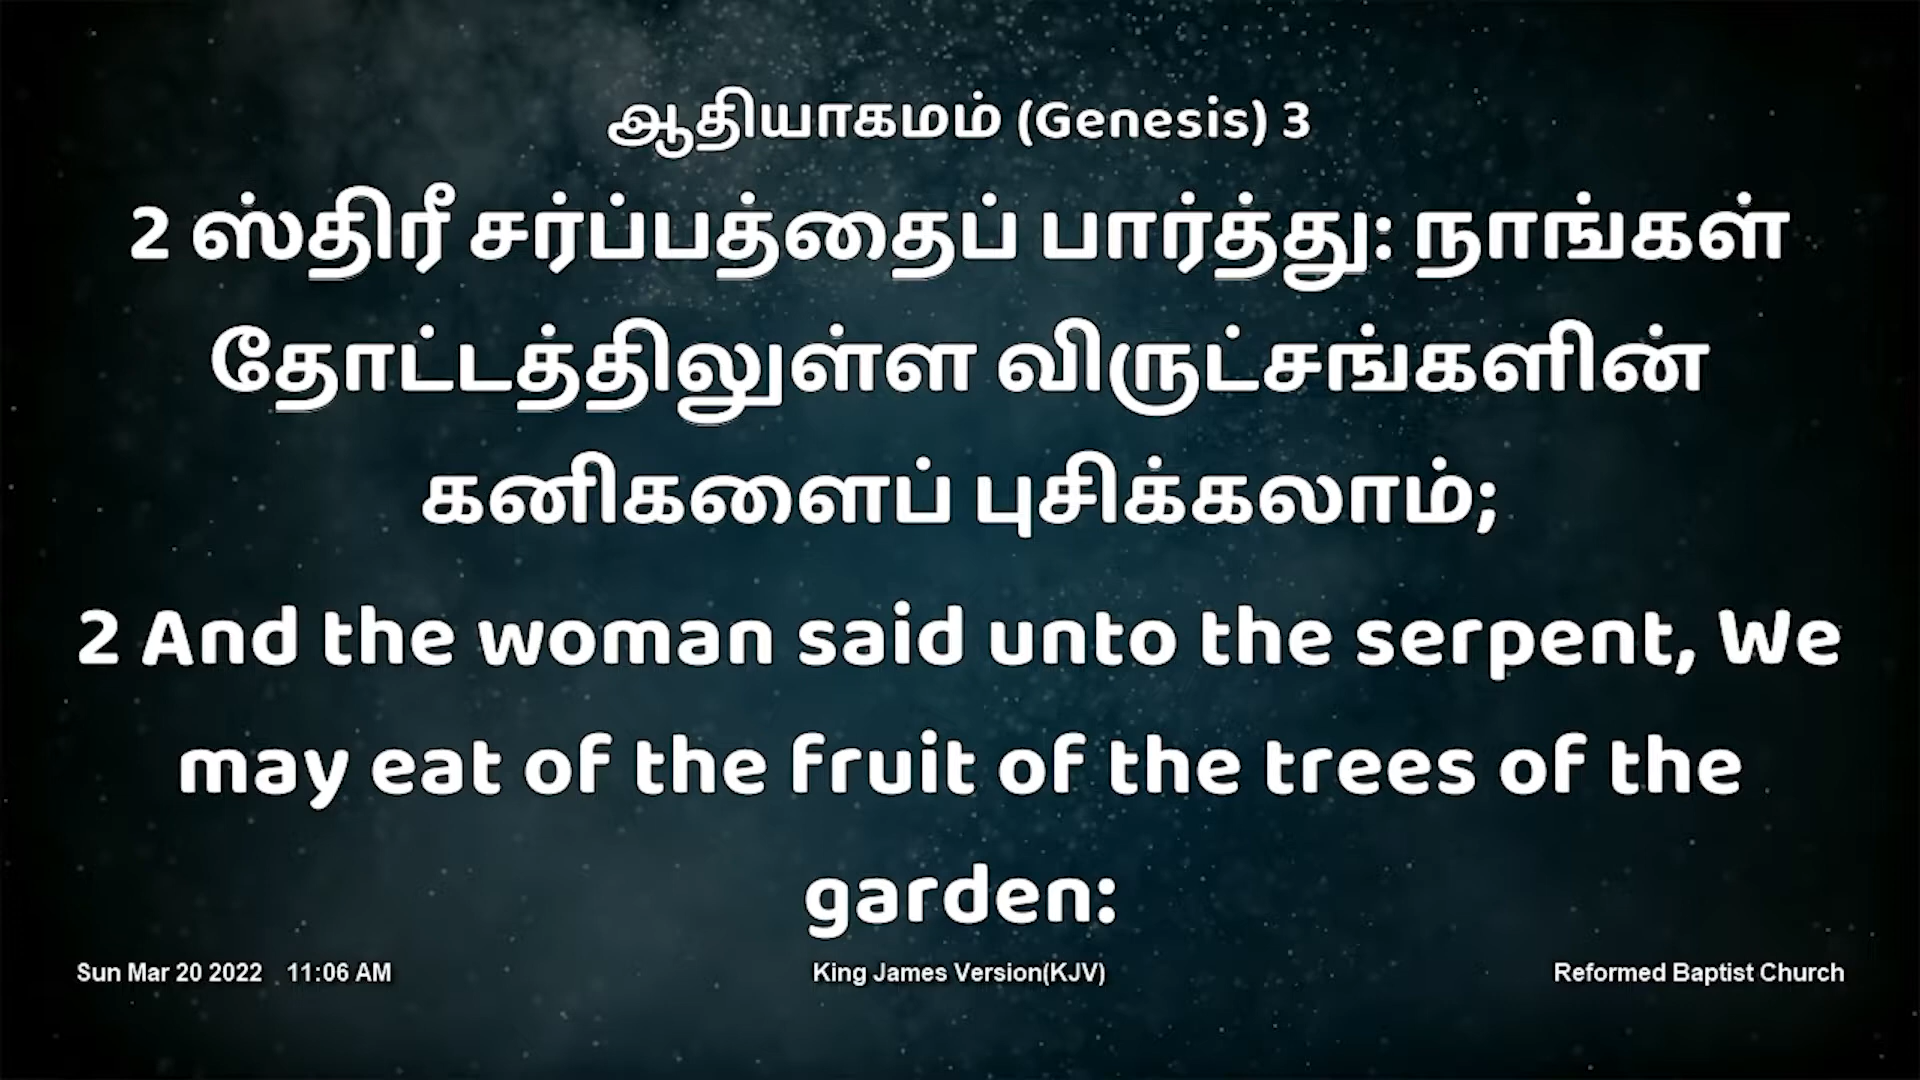 ஆதியாகமம் (Genesis) 3
2 ஸ்திரீ சர்ப்பத்தைப் பார்த்து: நாங்கள்
தோட்டத்திலுள்ள விருட்சங்களின்
கனிகளைப் புசிக்கலாம்;
2 And the woman said unto the serpent, We
may eat of the fruit of the trees of the
garden:
Sun Mar 20 2022 11:06 AM
King James Version(KJV)
Reformed Baptist Church